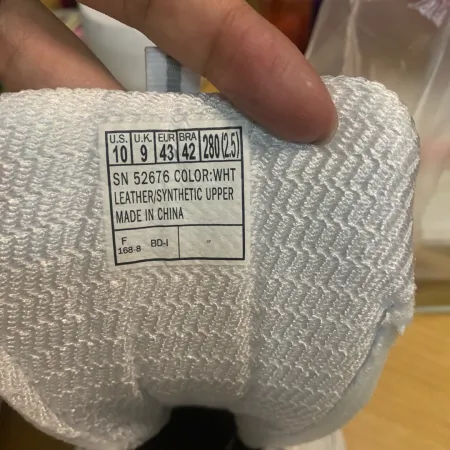 U.S. U.K. EUR BRA 280(2.5)
10 9 43 42
SN 52676 COLOR:WHT
LEATHER/SYNTHETIC UPPER
MADE IN CHINA
F BD-I "
168-8